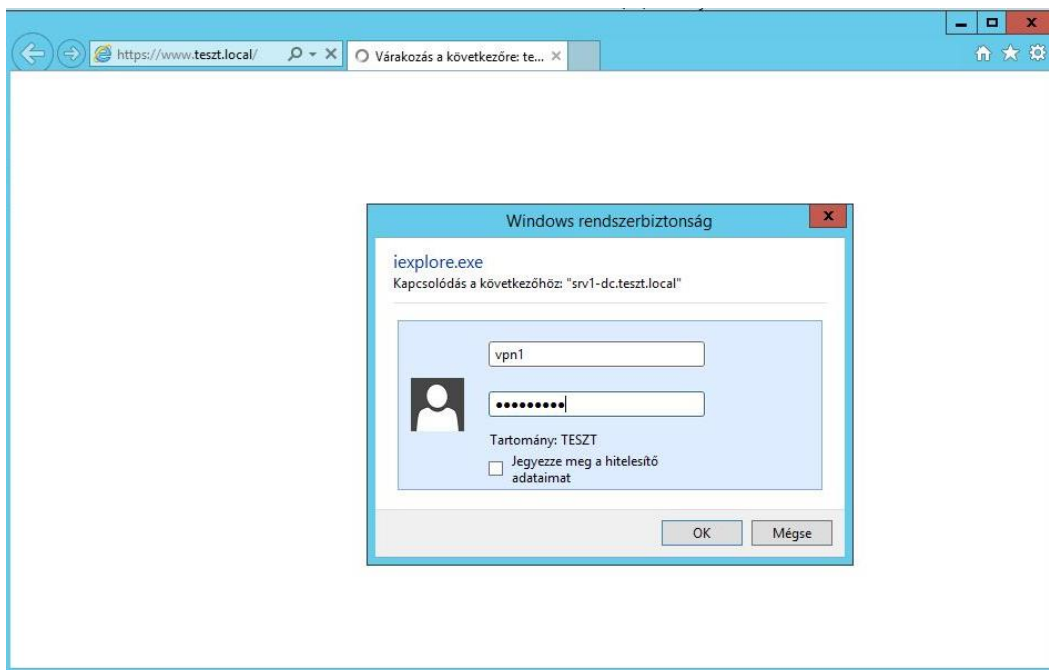 https://www.teszt.local/
Várakozás a következőre: te...
Windows rendszerbiztonság
iexplore.exe
Kapcsolódás a következőhöz: "srv1-dc.teszt.local"
vpn1
•••••••••
Tartomány: TESZT
Jegyezze meg a hitelesítő
adataimat
OK
Mégse